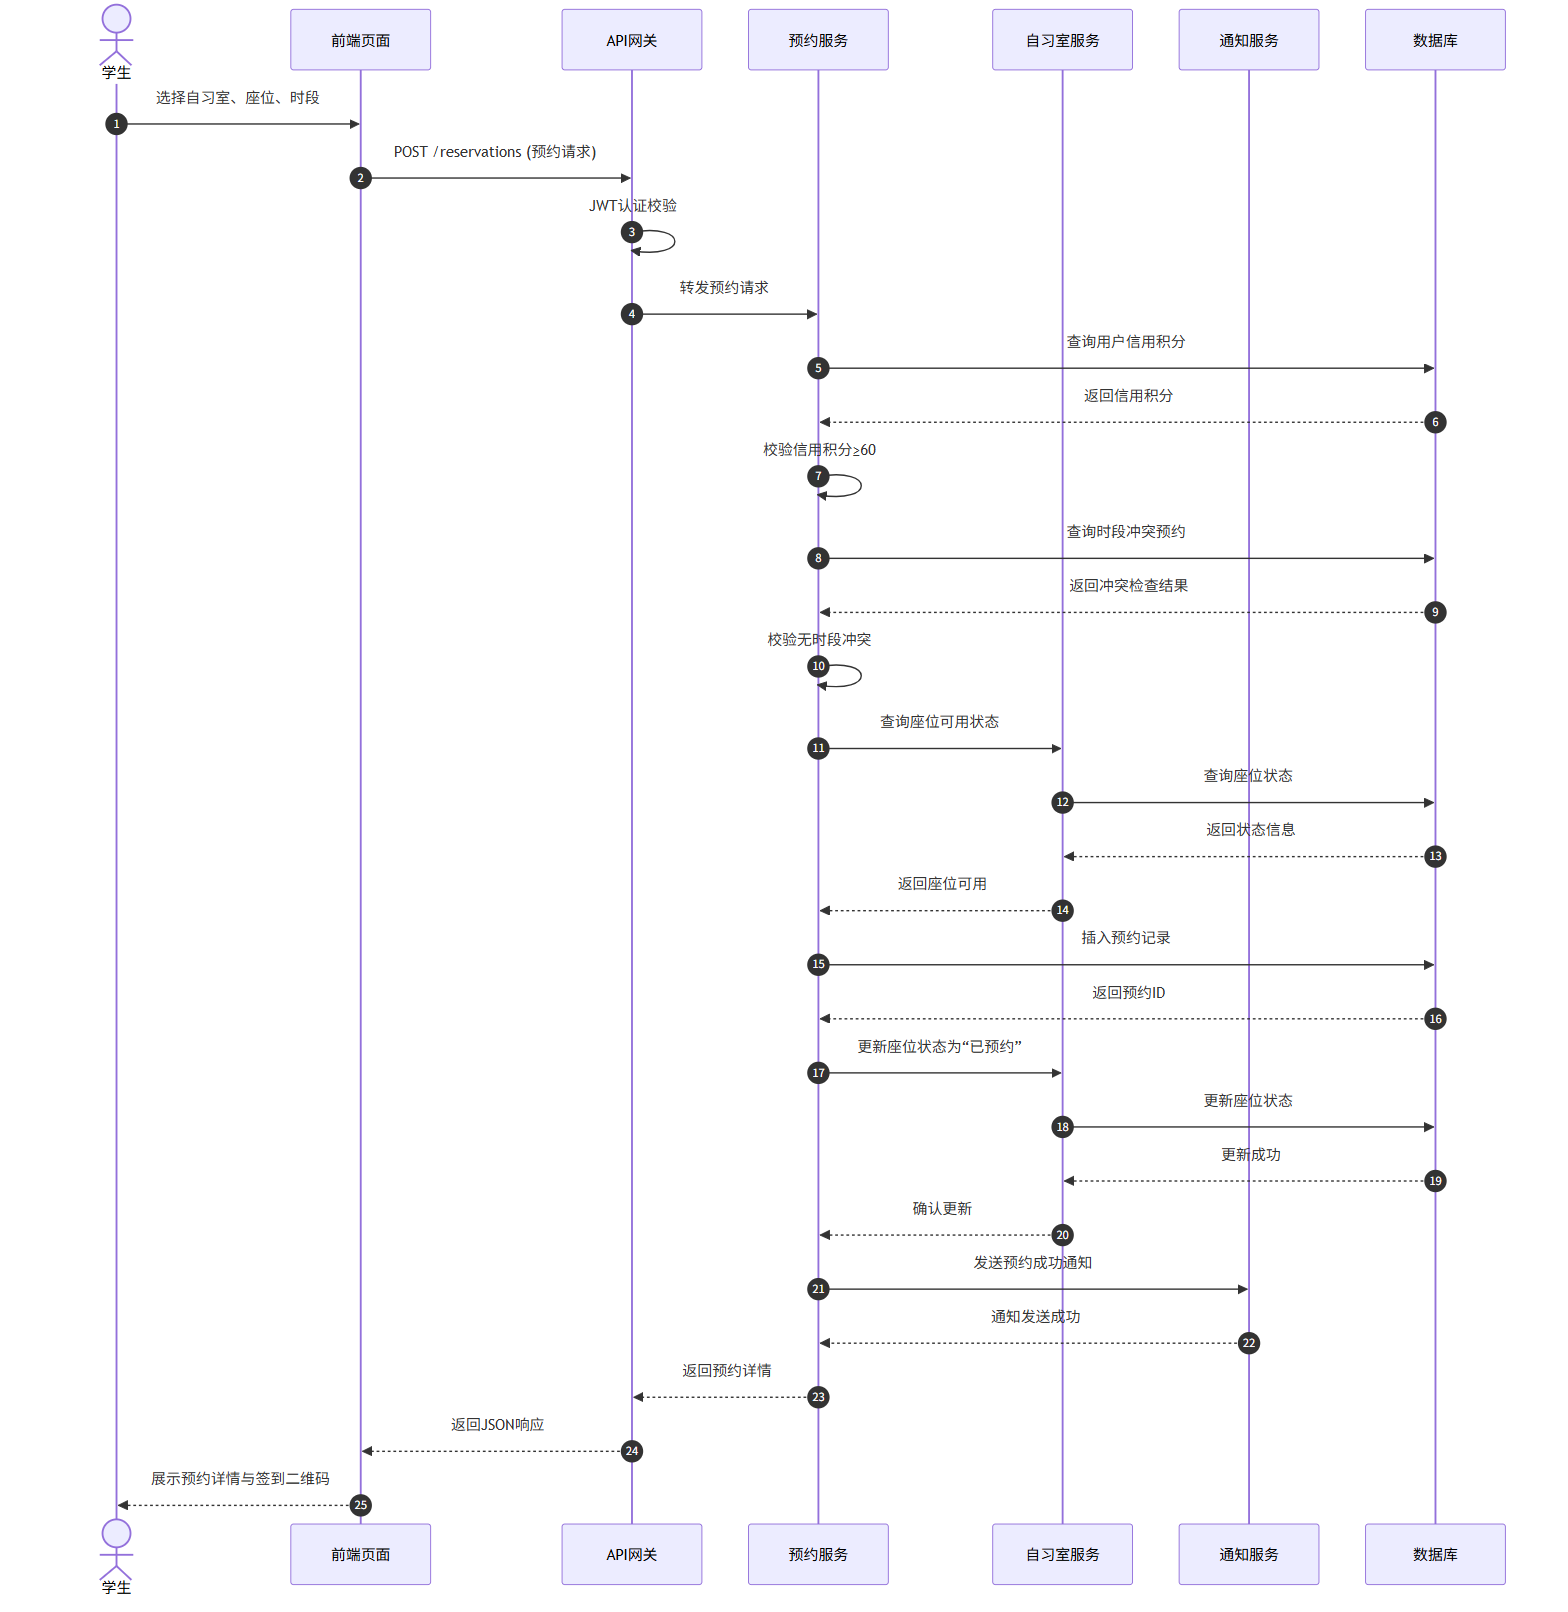 学生
前端页面
API网关
预约服务
自习室服务
通知服务
数据库
选择自习室、座位、时段
1
POST /reservations (预约请求)
2
JWT认证校验
3
转发预约请求
4
查询用户信用积分
5
返回信用积分
6
校验信用积分≥60
7
查询时段冲突预约
8
返回冲突检查结果
9
校验无时段冲突
10
查询座位可用状态
11
查询座位状态
12
返回状态信息
13
返回座位可用
14
插入预约记录
15
返回预约ID
16
更新座位状态为“已预约”
17
更新座位状态
18
更新成功
19
确认更新
20
发送预约成功通知
21
通知发送成功
22
返回预约详情
23
返回JSON响应
24
展示预约详情与签到二维码
25
学生
前端页面
API网关
预约服务
自习室服务
通知服务
数据库